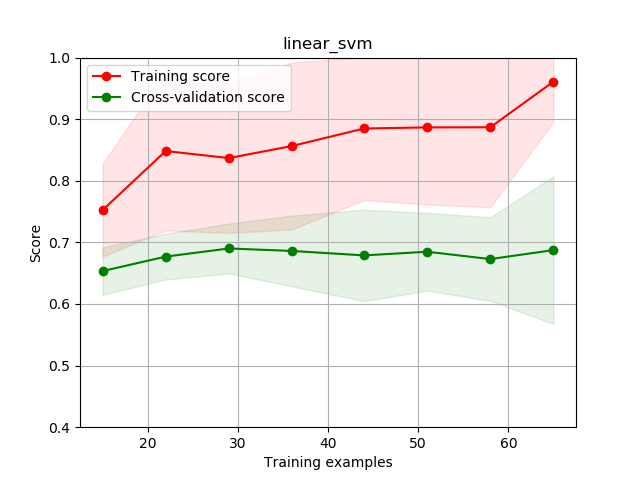 linear_svm
Training score
Cross-validation score
Score
1.0
0.9
0.8
0.7
0.6
0.5
0.4
20 30 40 50 60
Training examples